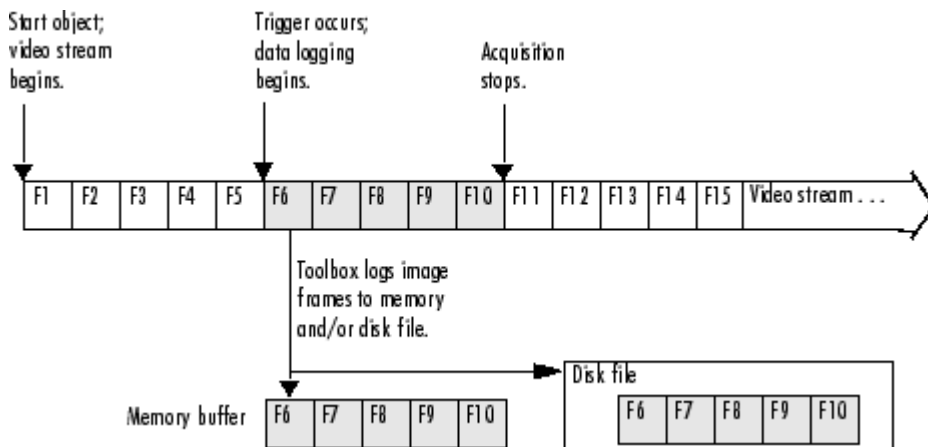 Start object;
video stream
begins.
Trigger occurs;
data logging
begins.
Acquisition
stops.
F1 F2 F3 F4 F5 F6 F7 F8 F9 F10 F11 F12 F13 F14 F15 Video stream . . .
Toolbox logs image
frames to memory
and/or disk file.
Disk file
Memory buffer F6 F7 F8 F9 F10
F6 F7 F8 F9 F10